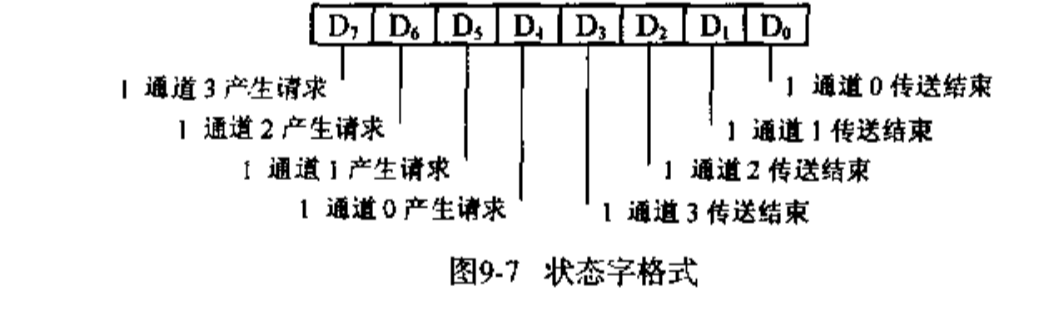 D₇ D₆ D₅ D₄ D₃ D₂ D₁ D₀
1 通道 3 产生请求
1 通道 0 传送结束
1 通道 2 产生请求
1 通道 1 传送结束
1 通道 1 产生请求
1 通道 2 传送结束
1 通道 0 产生请求
1 通道 3 传送结束
图9-7 状态字格式